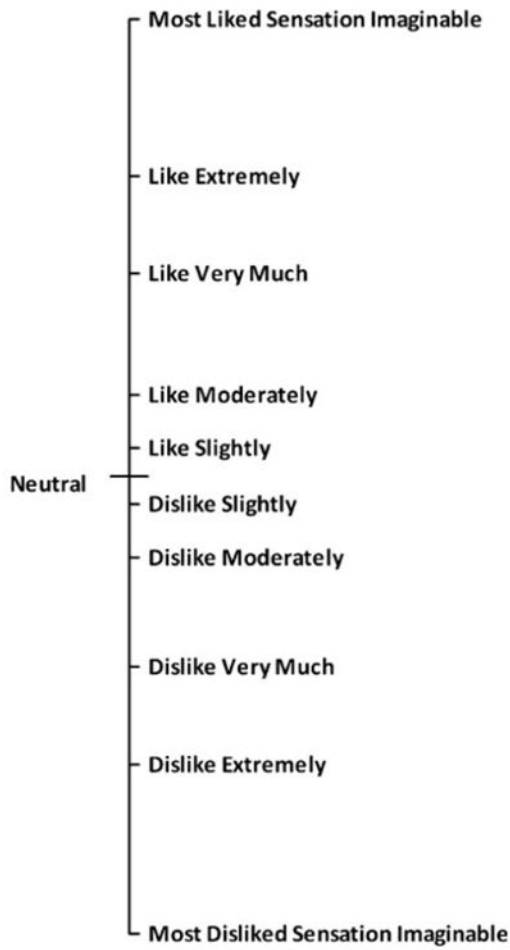 Most Liked Sensation Imaginable
Like Extremely
Like Very Much
Like Moderately
Like Slightly
Neutral
Dislike Slightly
Dislike Moderately
Dislike Very Much
Dislike Extremely
Most Disliked Sensation Imaginable